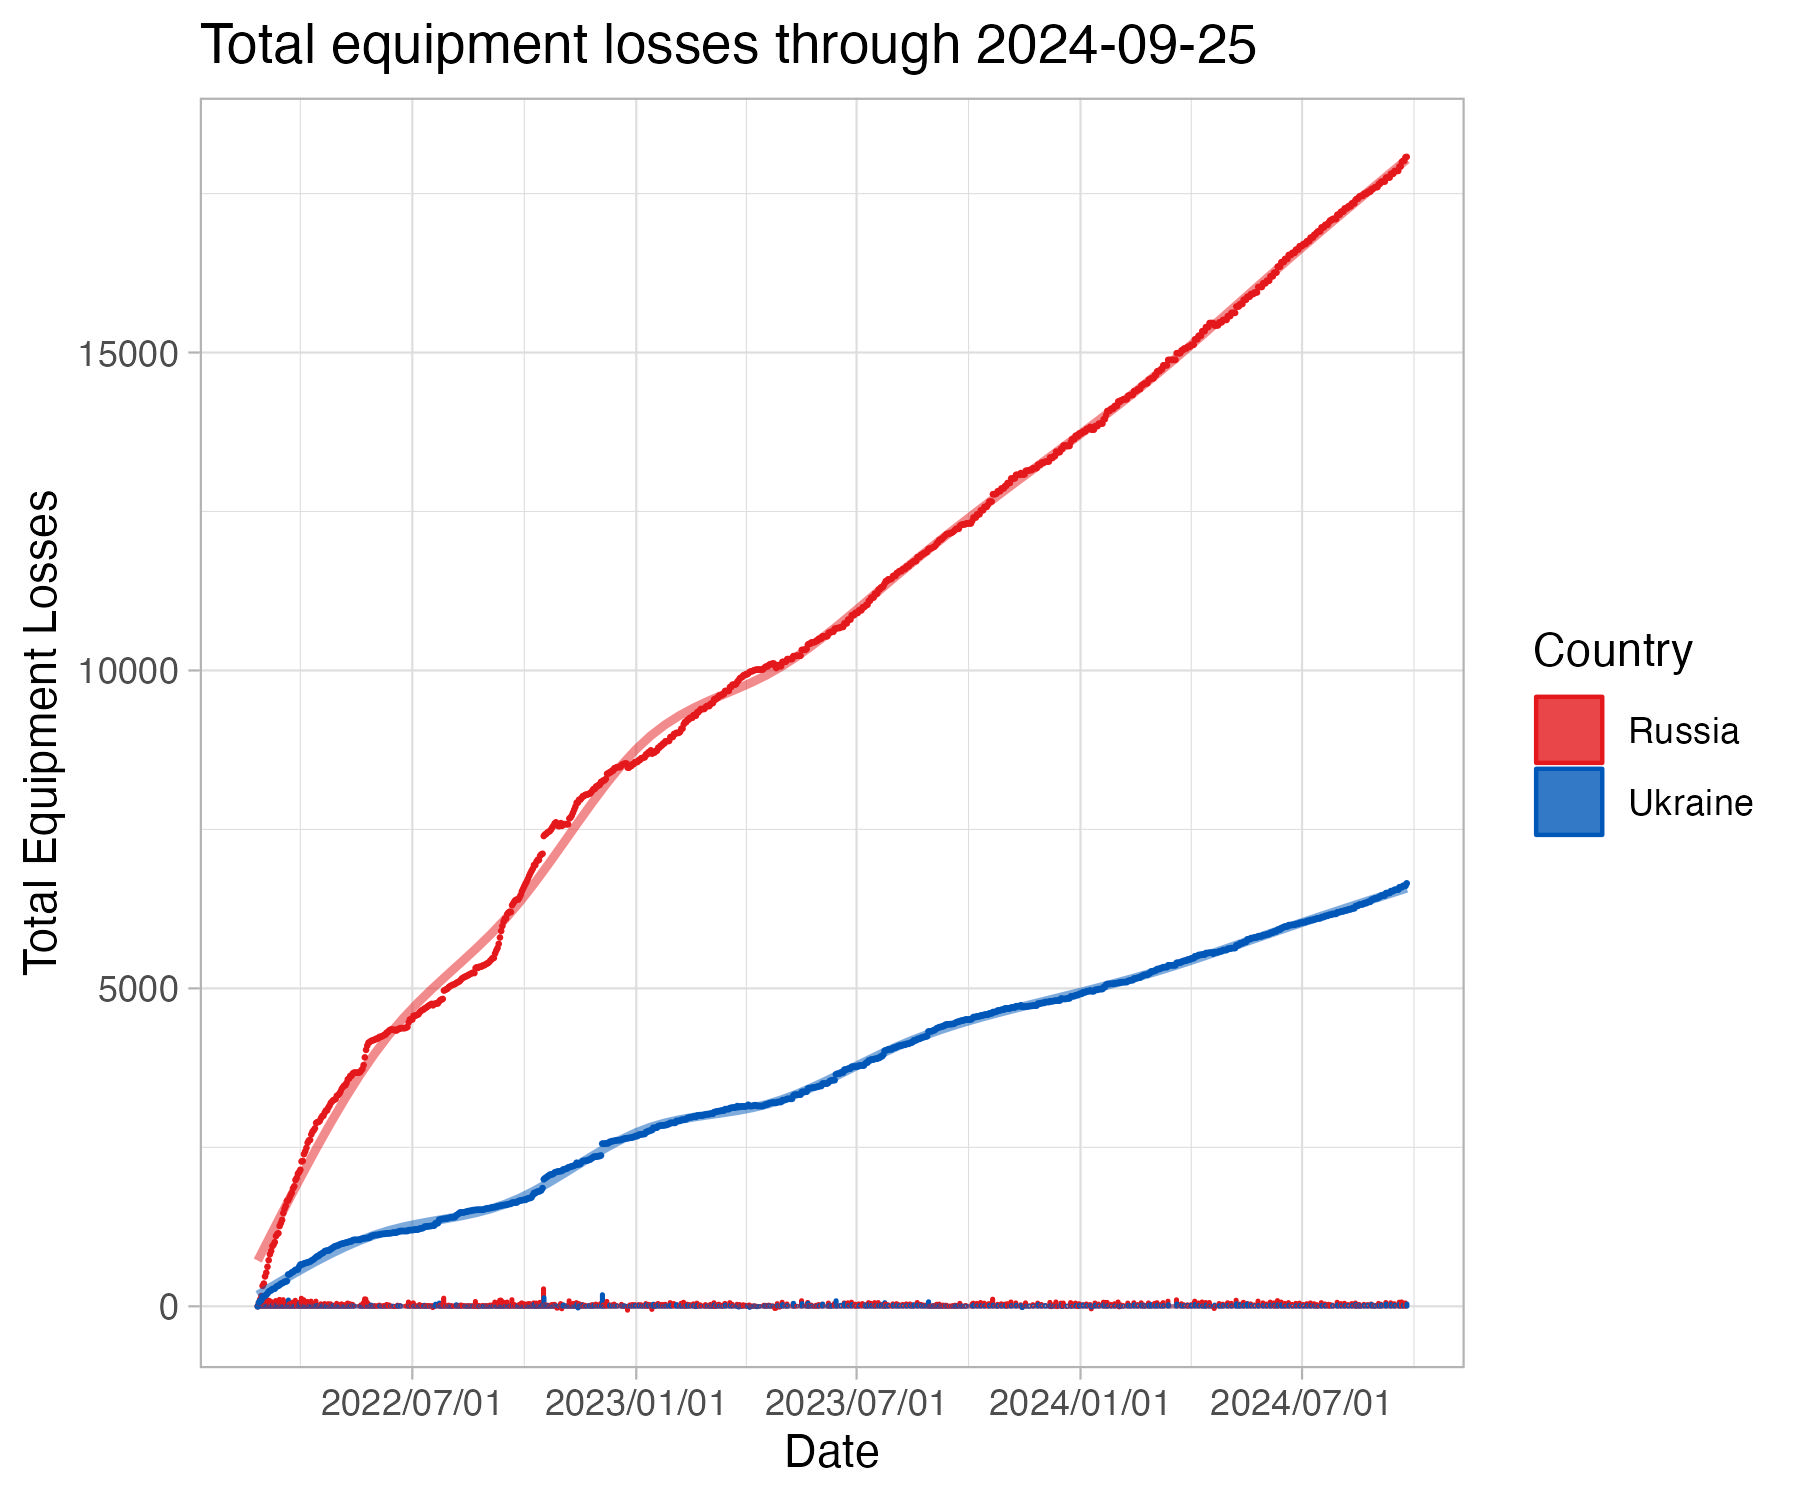 Total equipment losses through 2024-09-25
Total Equipment Losses
15000
10000
5000
0
2022/07/01
2023/01/01
2023/07/01
2024/01/01
2024/07/01
Date
Country
Russia
Ukraine